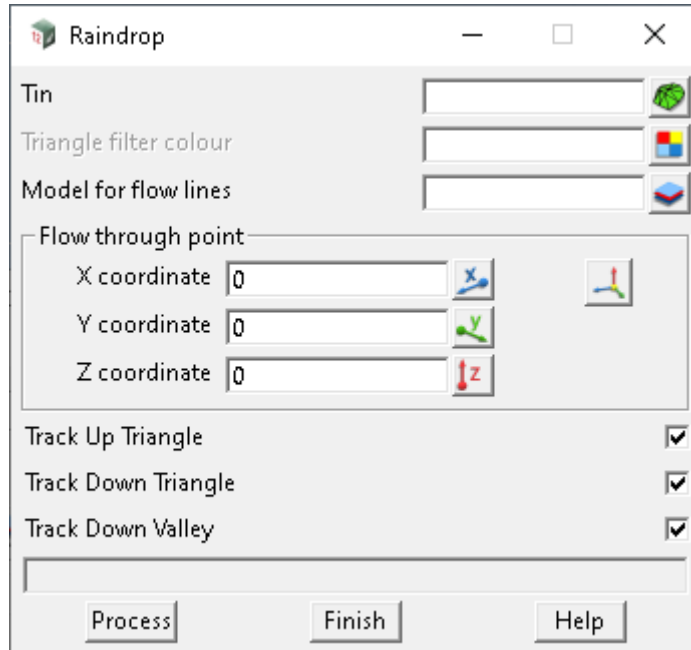 Raindrop
Tin
Triangle filter colour
Model for flow lines
Flow through point
X coordinate 0
Y coordinate 0
Z coordinate 0
Track Up Triangle
Track Down Triangle
Track Down Valley
Process Finish Help